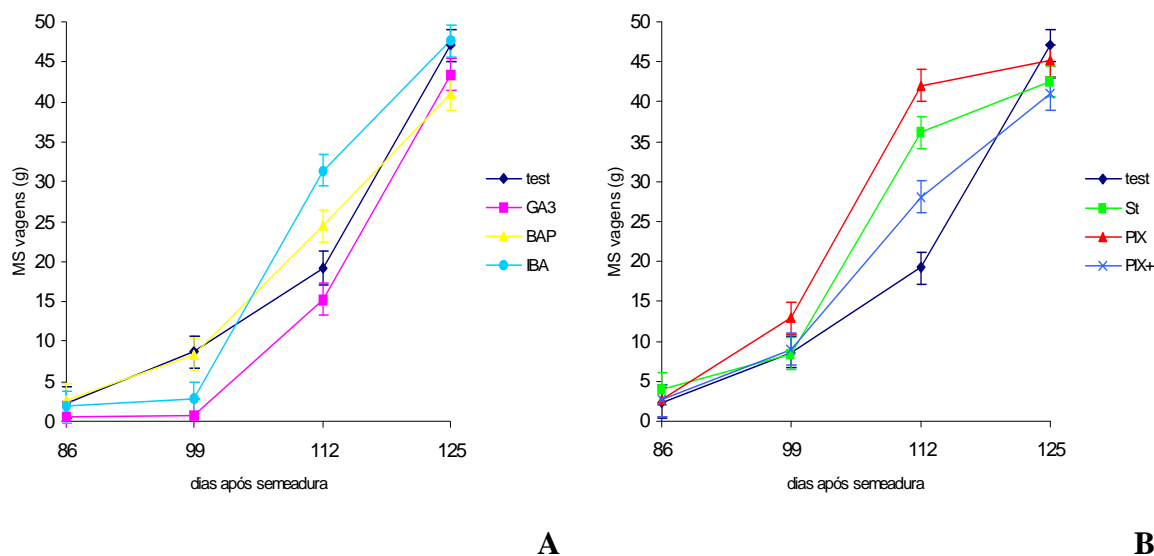 50
45
40
35
30
25
20
15
10
5
0
MS vagens (g)
86 99 112 125
dias após semeadura
test
GA3
BAP
IBA
A
50
45
40
35
30
25
20
15
10
5
0
MS vagens (g)
86 99 112 125
dias após semeadura
test
St
PIX
PIX+
B